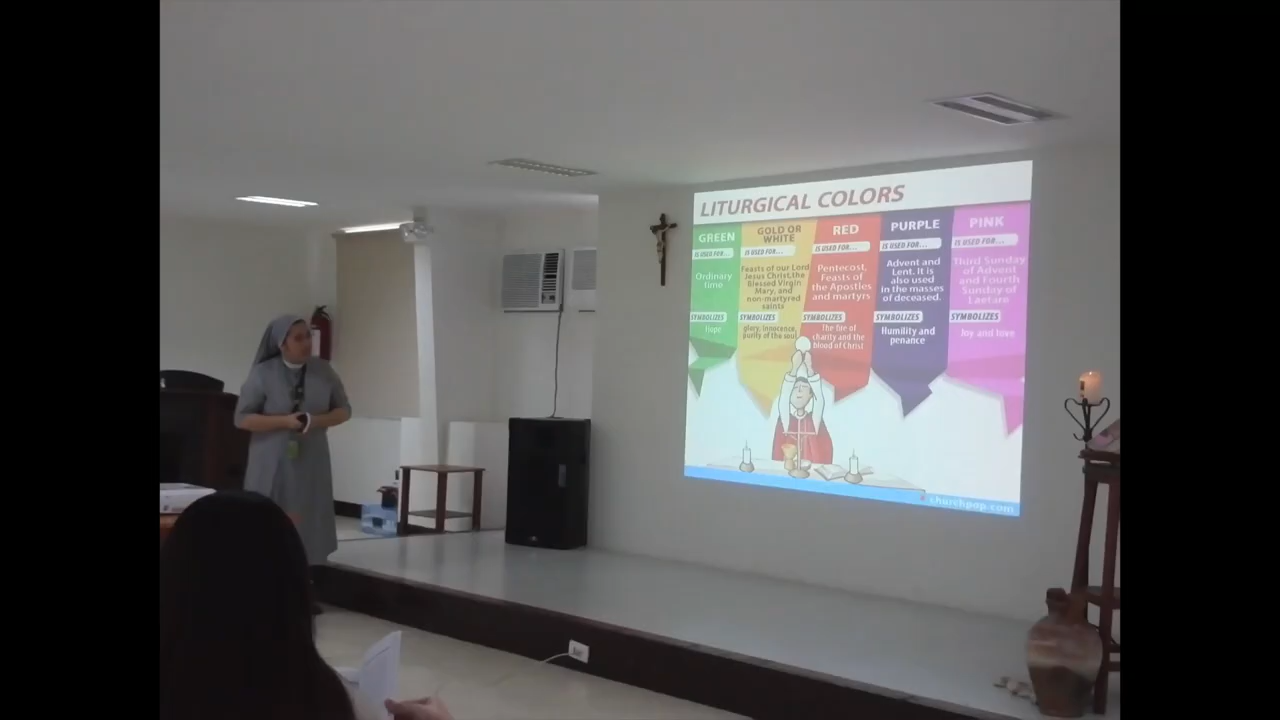 LITURGICAL COLORS
GREEN
IS USED FOR...
Ordinary
time
SYMBOLIZES
Hope
GOLD OR
WHITE
IS USED FOR...
Feasts of our Lord
Jesus Christ,the
Blessed Virgin
Mary, and
non-martyred
saints
SYMBOLIZES
glory, innocence,
purity of the soul
RED
IS USED FOR...
Pentecost,
Feasts of
the Apostles
and martyrs
SYMBOLIZES
The fire of
charity and the
blood of Christ
PURPLE
IS USED FOR...
Advent and
Lent. It is
also used
in the masses
of deceased.
SYMBOLIZES
Humility and
penance
PINK
IS USED FOR...
Third Sunday
of Advent
and Fourth
Sunday of
Laetare
SYMBOLIZES
Joy and love
churchpop.com